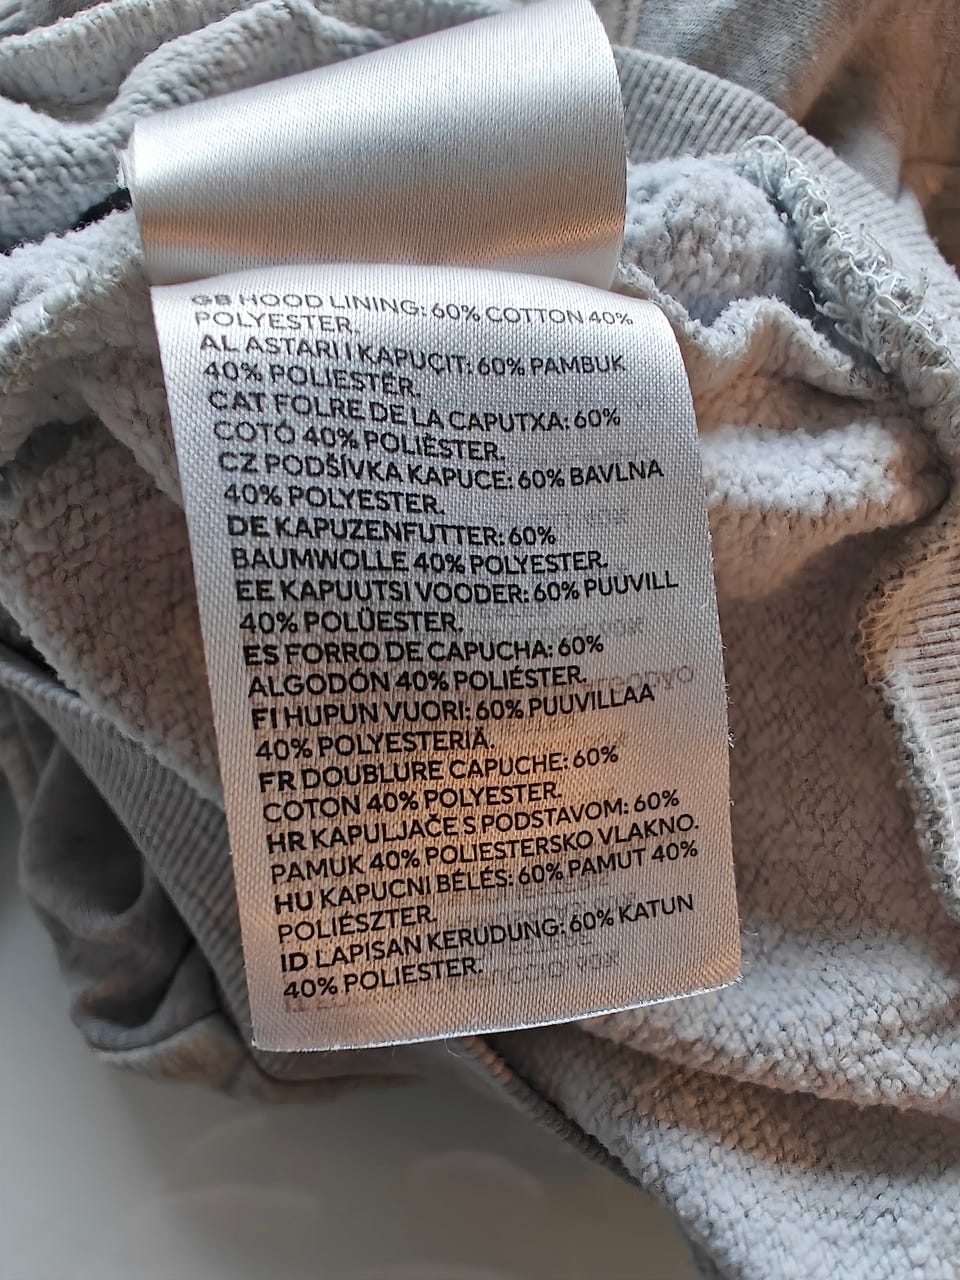 GB HOOD LINING: 60% COTTON 40%
POLYESTER.
AL ASTARI I KAPUÇIT: 60% PAMBUK
40% POLIESTËR.
CAT FOLRE DE LA CAPUTXA: 60%
COTÓ 40% POLIÈSTER.
CZ PODŠÍVKA KAPUCE: 60% BAVLNA
40% POLYESTER.
DE KAPUZENFUTTER: 60%
BAUMWOLLE 40% POLYESTER.
EE KAPUUTSI VOODER: 60% PUUVILL
40% POLÜESTER.
ES FORRO DE CAPUCHA: 60%
ALGODÓN 40% POLIÉSTER.
FI HUPUN VUORI: 60% PUUVILLAA
40% POLYESTERIÄ.
FR DOUBLURE CAPUCHE: 60%
COTON 40% POLYESTER.
HR KAPULJAČE S PODSTAVOM: 60%
PAMUK 40% POLIESTERSKO VLAKNO.
HU KAPUCNI BÉLÉS: 60% PAMUT 40%
POLIÉSZTER.
ID LAPISAN KERUDUNG: 60% KATUN
40% POLIESTER.